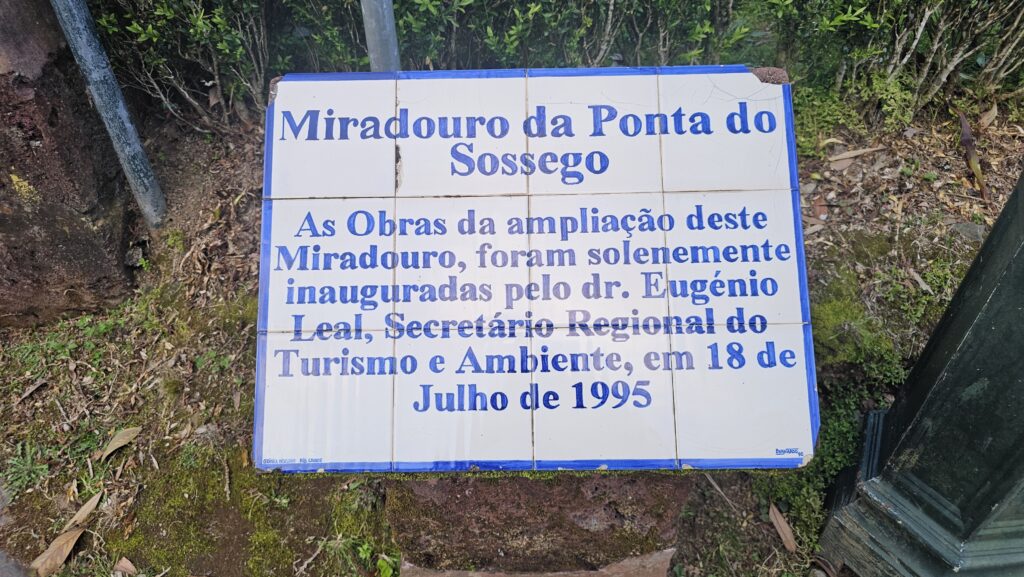 Miradouro da Ponta do
Sossego
As Obras da ampliação deste
Miradouro, foram solenemente
inauguradas pelo dr. Eugénio
Leal, Secretário Regional do
Turismo e Ambiente, em 18 de
Julho de 1995